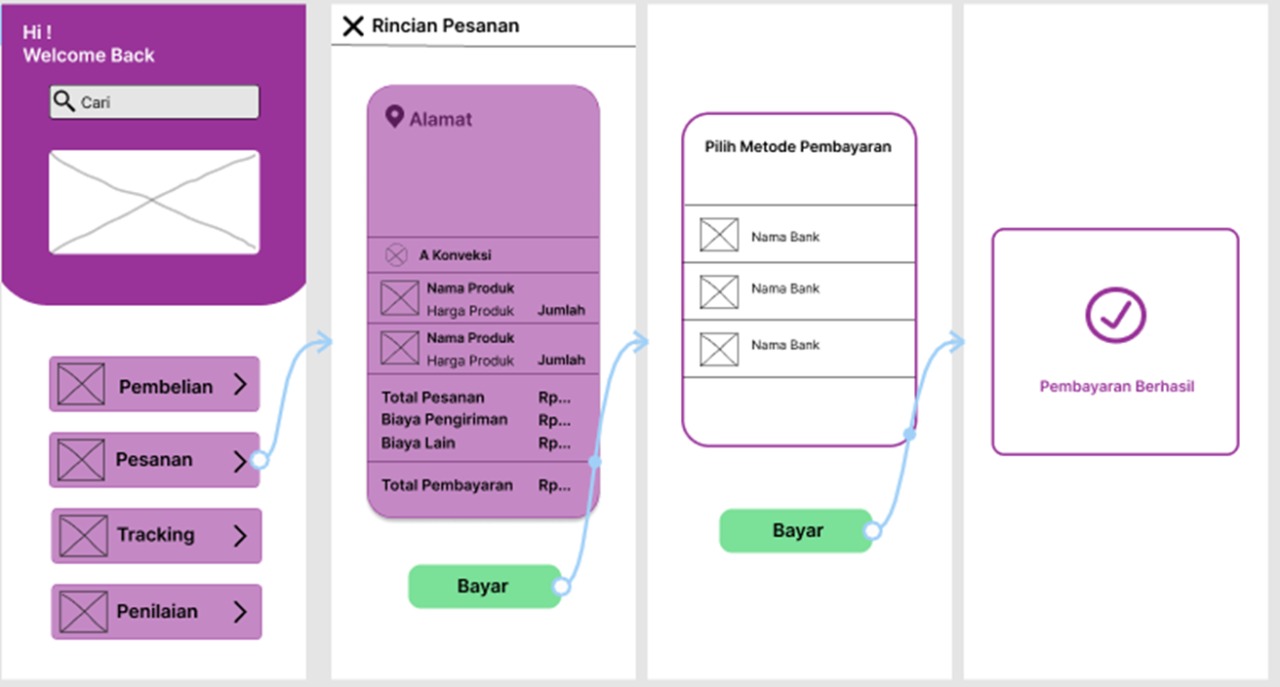 Hi !
Welcome Back
Cari
Pembelian
Pesanan
Tracking
Penilaian
Rincian Pesanan
Alamat
A Konveksi
Nama Produk
Harga Produk Jumlah
Nama Produk
Harga Produk Jumlah
Total Pesanan Rp...
Biaya Pengiriman Rp...
Biaya Lain Rp...
Total Pembayaran Rp...
Bayar
Pilih Metode Pembayaran
Nama Bank
Nama Bank
Nama Bank
Bayar
Pembayaran Berhasil